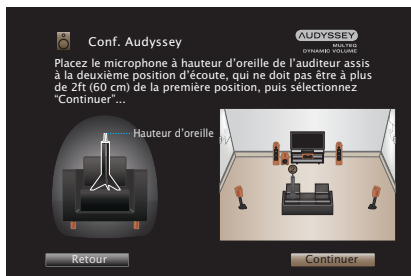 Conf. Audyssey
AUDYSSEY
MULTEQ
DYNAMIC VOLUME
Placez le microphone à hauteur d’oreille de l’auditeur assis
à la deuxième position d’écoute, qui ne doit pas être à plus
de 2ft (60 cm) de la première position, puis sélectionnez
“Continuer”...
Hauteur d’oreille
Retour
Continuer